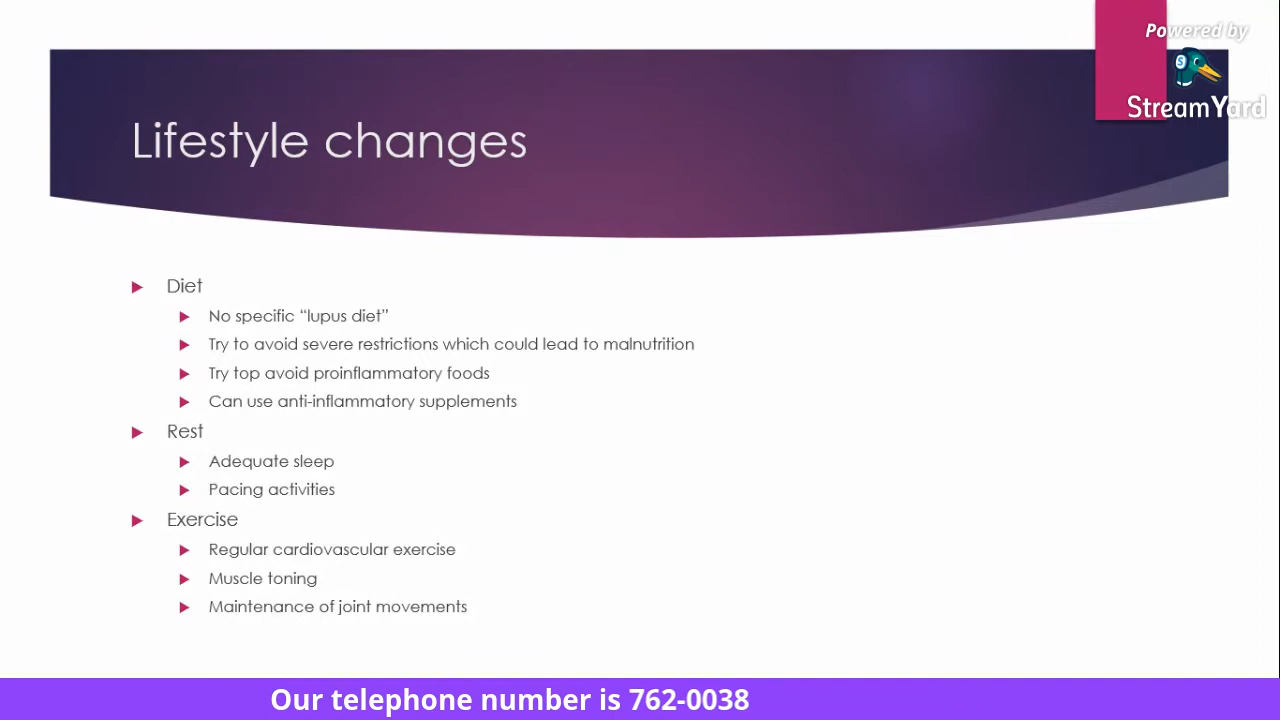 Powered by
StreamYard
Lifestyle changes
Diet
No specific “lupus diet”
Try to avoid severe restrictions which could lead to malnutrition
Try top avoid proinflammatory foods
Can use anti-inflammatory supplements
Rest
Adequate sleep
Pacing activities
Exercise
Regular cardiovascular exercise
Muscle toning
Maintenance of joint movements
Our telephone number is 762-0038